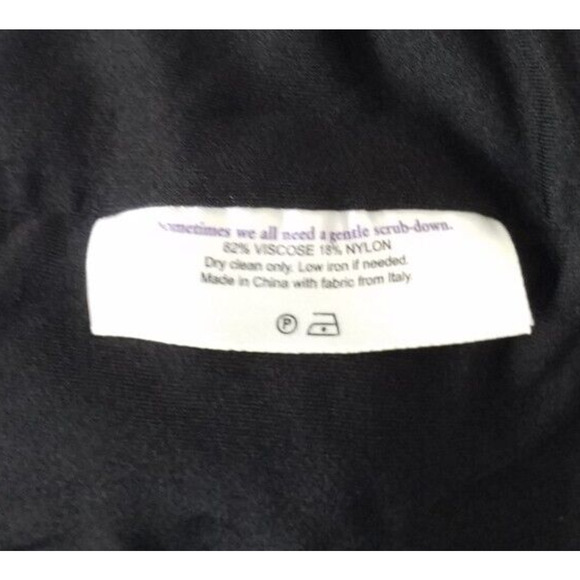 Sometimes we all need a gentle scrub-down.
82% VISCOSE 18% NYLON
Dry clean only. Low iron if needed.
Made in China with fabric from Italy
P